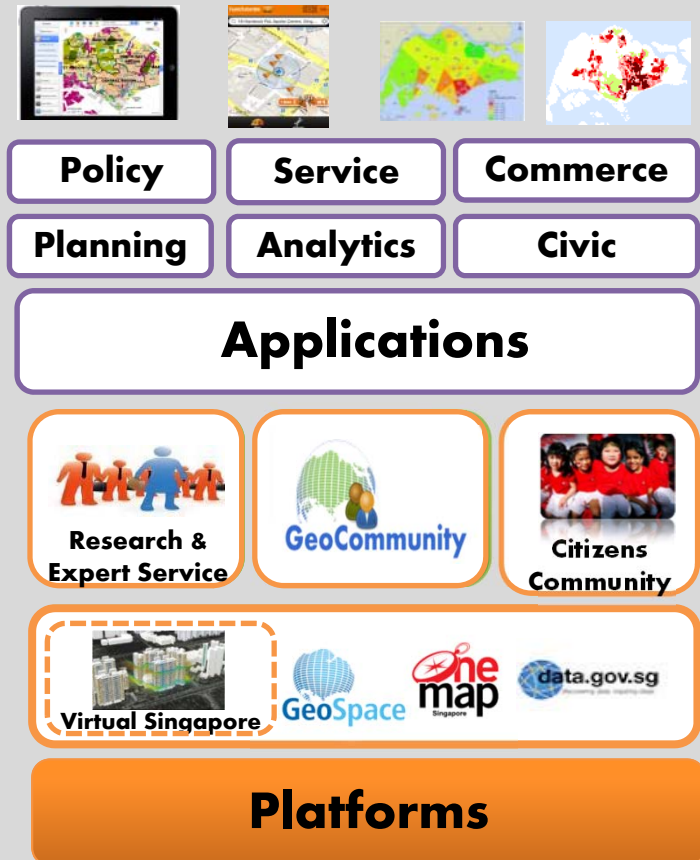 Policy
Service
Commerce
Planning
Analytics
Civic
Applications
Research &
Expert Service
GeoCommunity
Citizens
Community
Virtual Singapore
GeoSpace
One
map
Singapore
data.gov.sg
Platforms